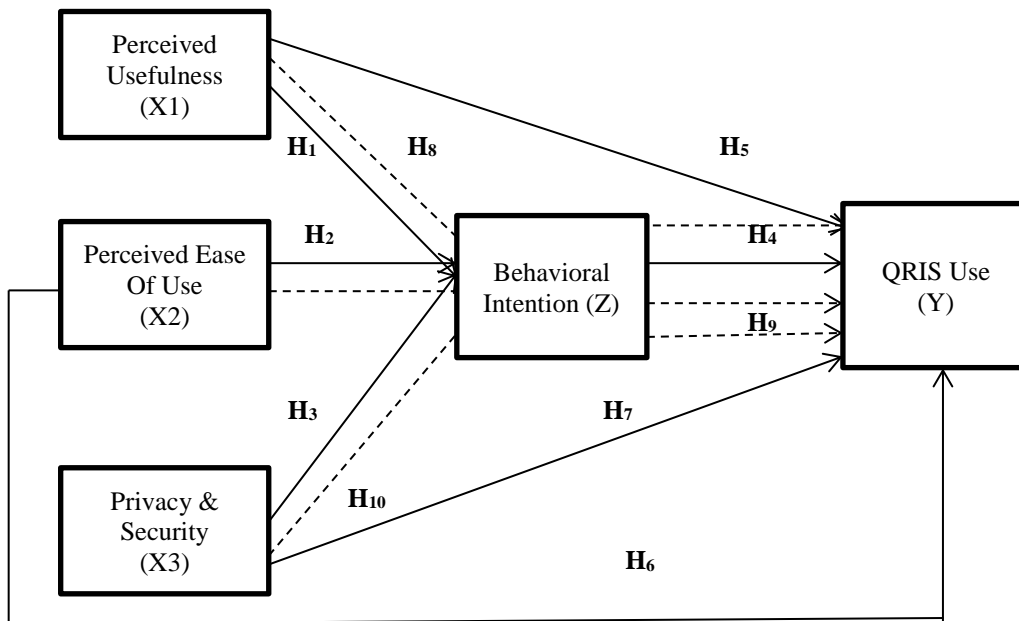 Perceived
Usefulness
(X1)
H1
H8
H5
Perceived Ease
Of Use
(X2)
H2
Behavioral
Intention (Z)
H4
H9
QRIS Use
(Y)
H3
H7
Privacy &
Security
(X3)
H10
H6